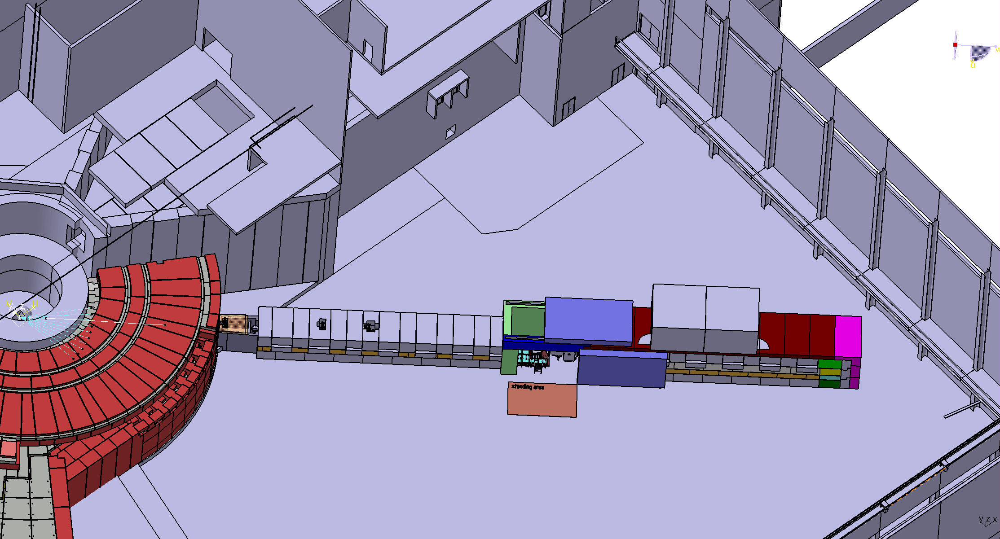 w
u
standing area
y z x